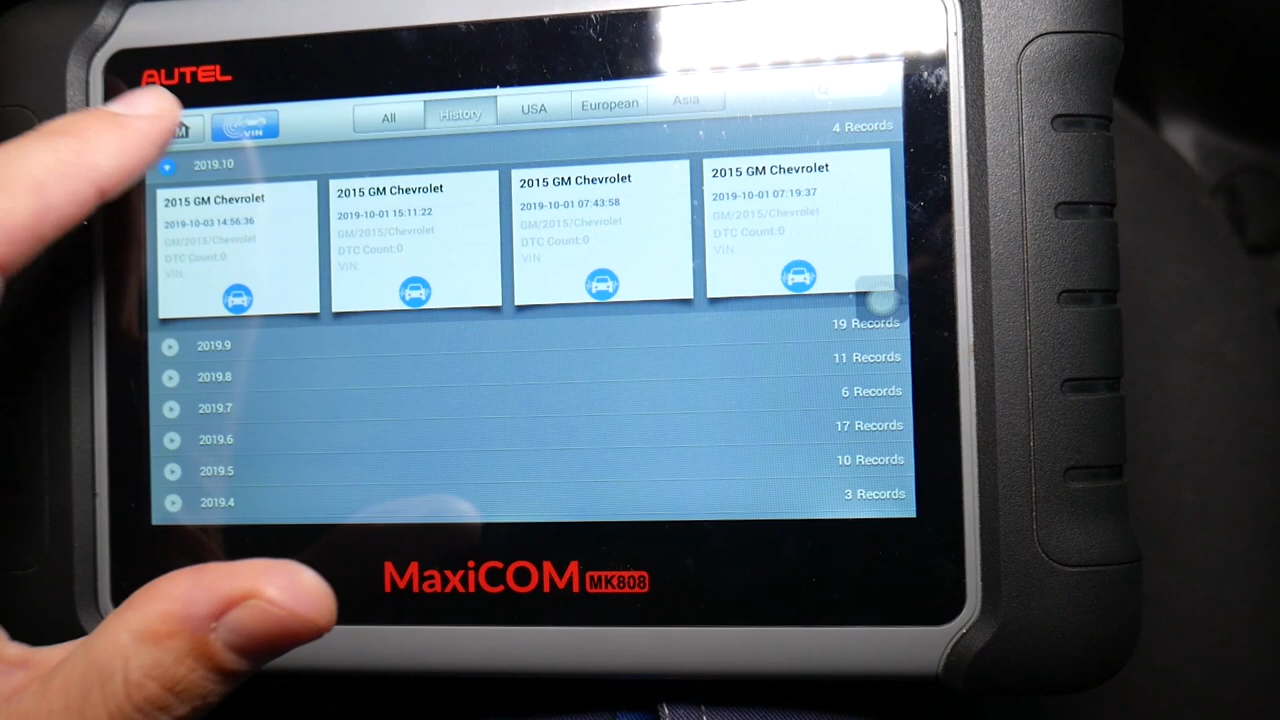 AUTEL
M
VIN
All
History
USA
European
Asia
2019.10
4 Records
2015 GM Chevrolet
2019-10-03 14:56:36
GM/2015/Chevrolet
DTC Count:0
VIN:
2015 GM Chevrolet
2019-10-01 15:11:22
GM/2015/Chevrolet
DTC Count:0
VIN:
2015 GM Chevrolet
2019-10-01 07:43:58
GM/2015/Chevrolet
DTC Count:0
VIN:
2015 GM Chevrolet
2019-10-01 07:19:37
GM/2015/Chevrolet
DTC Count:0
VIN:
2019.9
19 Records
2019.8
11 Records
2019.7
6 Records
2019.6
17 Records
2019.5
10 Records
2019.4
3 Records
MaxiCOM MK808